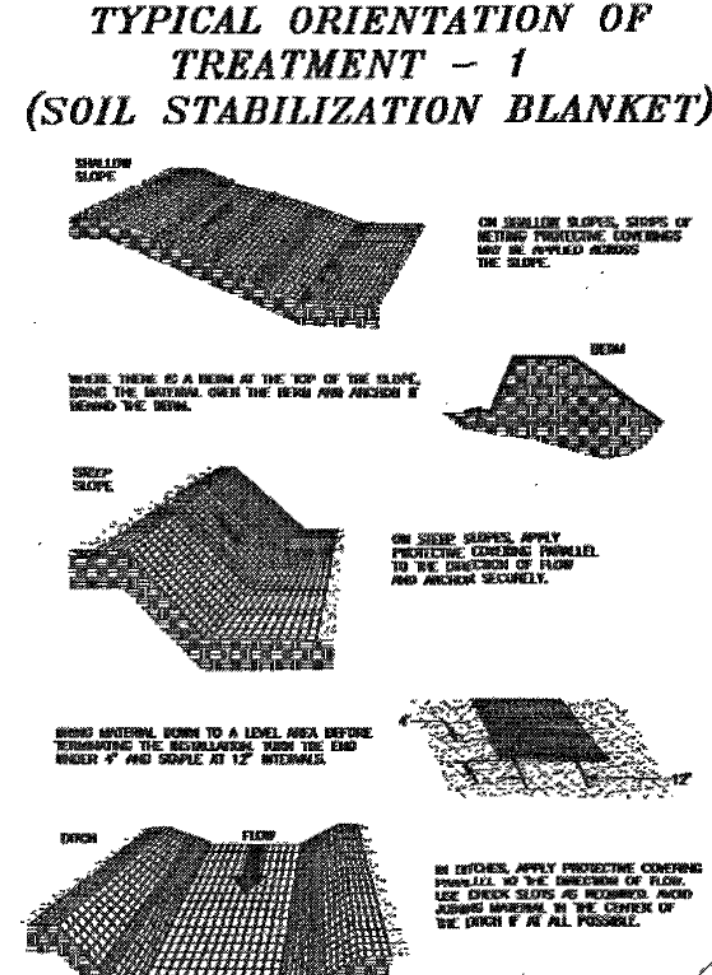 TYPICAL ORIENTATION OF
TREATMENT - 1
(SOIL STABILIZATION BLANKET)
SHALLOW
SLOPE
ON SHALLOW SLOPES, STRIPS OF
NETTING PROTECTIVE COVERINGS
MAY BE APPLIED ACROSS
THE SLOPE.
BERM
WHERE THERE IS A BERM AT THE TOP OF THE SLOPE,
BRING THE MATERIAL OVER THE BERM AND ANCHOR IT
BEHIND THE BERM.
STEEP
SLOPE
ON STEEP SLOPES, APPLY
PROTECTIVE COVERING PARALLEL
TO THE DIRECTION OF FLOW
AND ANCHOR SECURELY.
BRING MATERIAL DOWN TO A LEVEL AREA BEFORE
TERMINATING THE INSTALLATION. TURN THE END
UNDER 4" AND STAPLE AT 12" INTERVALS.
4"
12"
DITCH
FLOW
IN DITCHES, APPLY PROTECTIVE COVERING
PARALLEL TO THE DIRECTION OF FLOW.
USE CHECK SLOTS AS REQUIRED. AVOID
JOINING MATERIAL IN THE CENTER OF
THE DITCH IF AT ALL POSSIBLE.